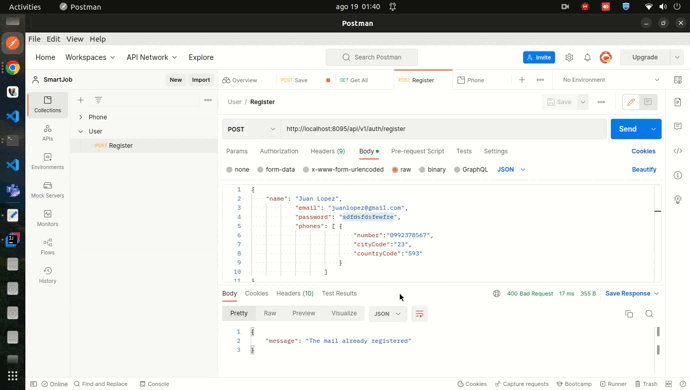 Activities Postman ago 19 01:40
Postman
File Edit View Help
Home Workspaces API Network Explore Search Postman Invite Upgrade
SmartJob New Import Overview POST Save GET Get All POST Register Phone No Environment
Collections
APIs
Environments
Mock Servers
Monitors
Flows
History
Phone
User
POST Register
User / Register Save
POST http://localhost:8095/api/v1/auth/register Send
Params Authorization Headers (9) Body Pre-request Script Tests Settings Cookies
none form-data x-www-form-urlencoded raw binary GraphQL JSON Beautify
1 {
2 "name": "Juan Lopez",
3 "email": "juanlopez@gmail.com",
4 "password":
5 "phones": [ {
6 "number":"0992378567",
7 "cityCode":"23",
8 "countryCode":"593"
9 }
10 ]
11 }
Body Cookies Headers (10) Test Results 400 Bad Request 17 ms 355 B Save Response
Pretty Raw Preview Visualize JSON
1 {
2 "message": "The mail already registered"
3 }
Online Find and Replace Console Cookies Capture requests Bootcamp Runner Trash